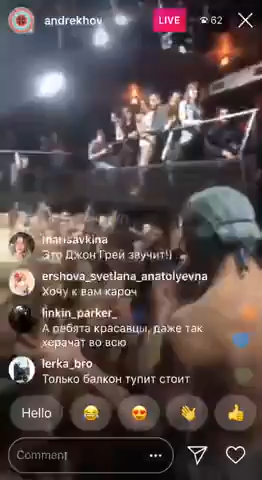 andrekhov
LIVE
62
marisavkina
Это Джон Грей звучит!)
ershova_svetlana_anatolyevna
Хочу к вам кароч
linkin_parker_
А ребята красавцы, даже так
херачат во всю
lerka_bro
Только балкон тупит стоит
Hello
Comment